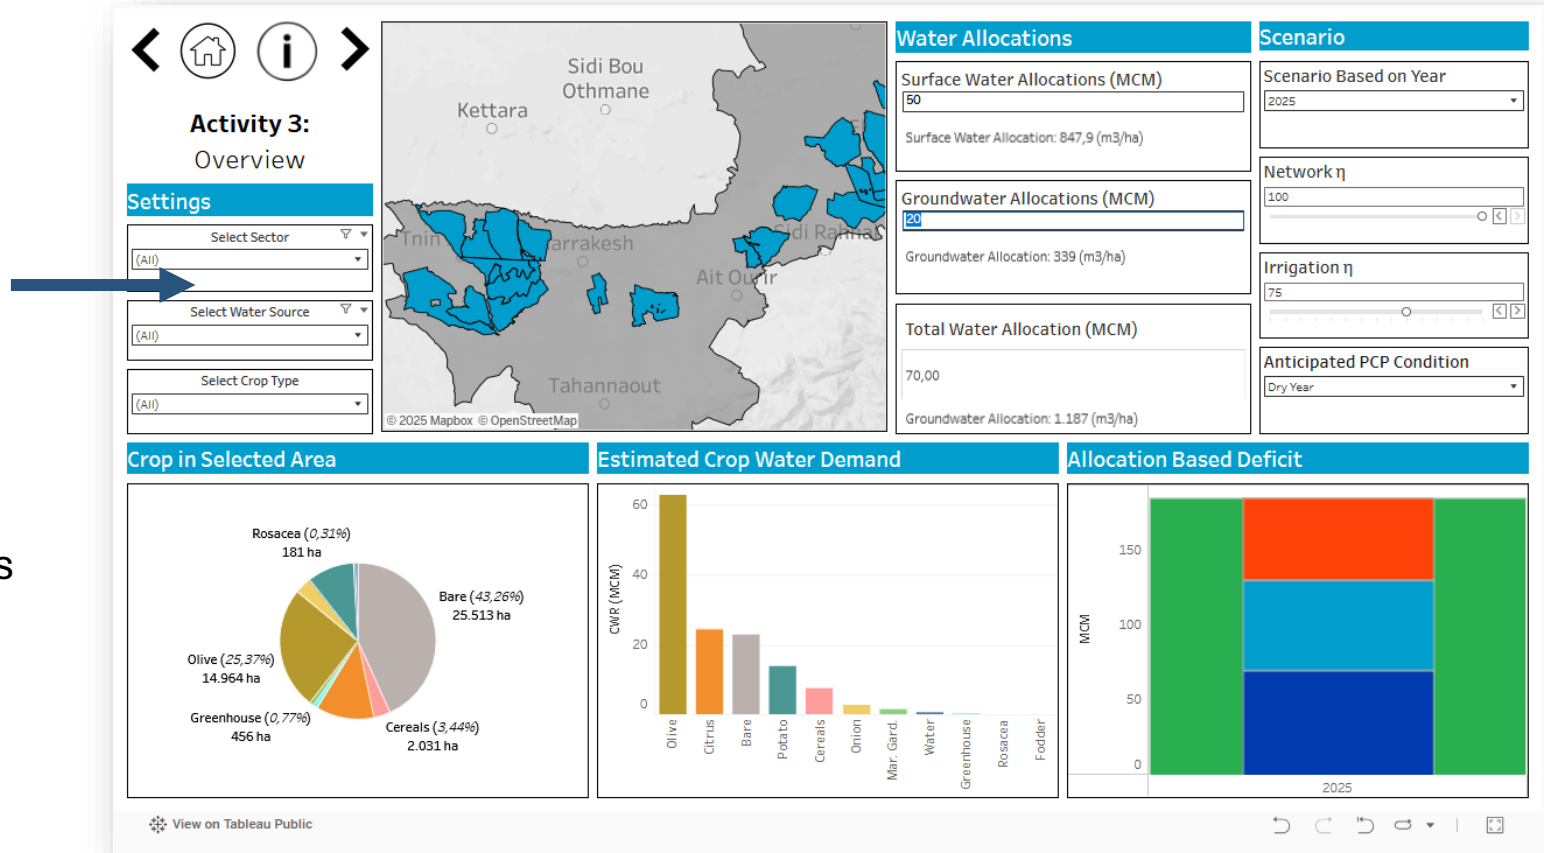 Activity 3:
Overview
Settings
Select Sector
(All)
Select Water Source
(All)
Select Crop Type
(All)
s
Sidi Bou
Othmane
Kettara
Tnin
arrakesh
Sidi Rahhal
Ait Ourir
Tahannaout
© 2025 Mapbox © OpenStreetMap
Water Allocations
Surface Water Allocations (MCM)
50
Surface Water Allocation: 847,9 (m3/ha)
Groundwater Allocations (MCM)
20
Groundwater Allocation: 339 (m3/ha)
Total Water Allocation (MCM)
70,00
Groundwater Allocation: 1.187 (m3/ha)
Scenario
Scenario Based on Year
2025
Network η
100
Irrigation η
75
Anticipated PCP Condition
Dry Year
Crop in Selected Area
Rosacea (0,31%)
181 ha
Bare (43,26%)
25.513 ha
Olive (25,37%)
14.964 ha
Greenhouse (0,77%)
456 ha
Cereals (3,44%)
2.031 ha
Estimated Crop Water Demand
CWR (MCM)
60
40
20
0
Olive
Citrus
Bare
Potato
Cereals
Onion
Mar. Gard.
Water
Greenhouse
Rosacea
Fodder
Allocation Based Deficit
MCM
150
100
50
0
2025
View on Tableau Public